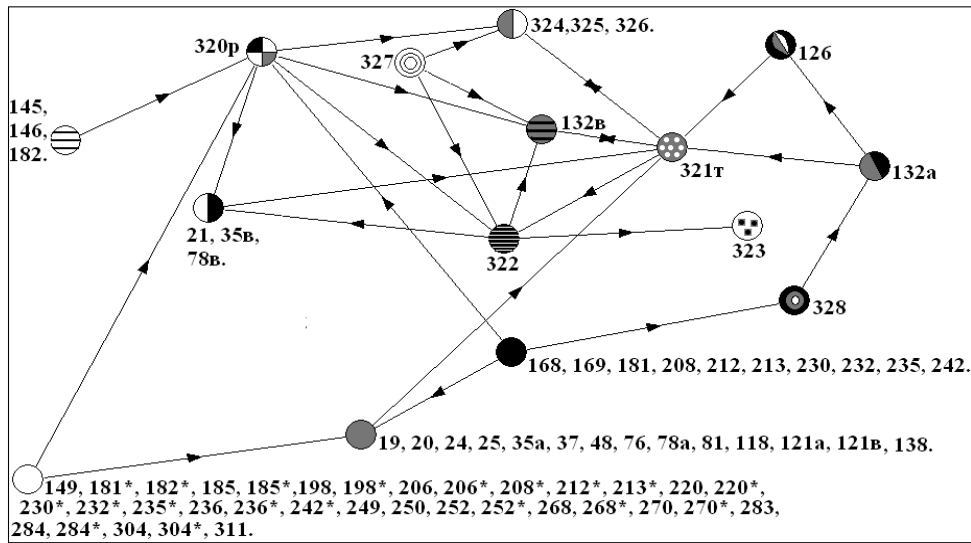 324,325, 326.
320р
327
126
145,
146,
182.
132в
321т
132а
21, 35в,
78в.
322
323
328
168, 169, 181, 208, 212, 213, 230, 232, 235, 242.
19, 20, 24, 25, 35а, 37, 48, 76, 78а, 81, 118, 121а, 121в, 138.
149, 181*, 182*, 185, 185*,198, 198*, 206, 206*, 208*, 212*, 213*, 220, 220*,
230*, 232*, 235*, 236, 236*, 242*, 249, 250, 252, 252*, 268, 268*, 270, 270*, 283,
284, 284*, 304, 304*, 311.